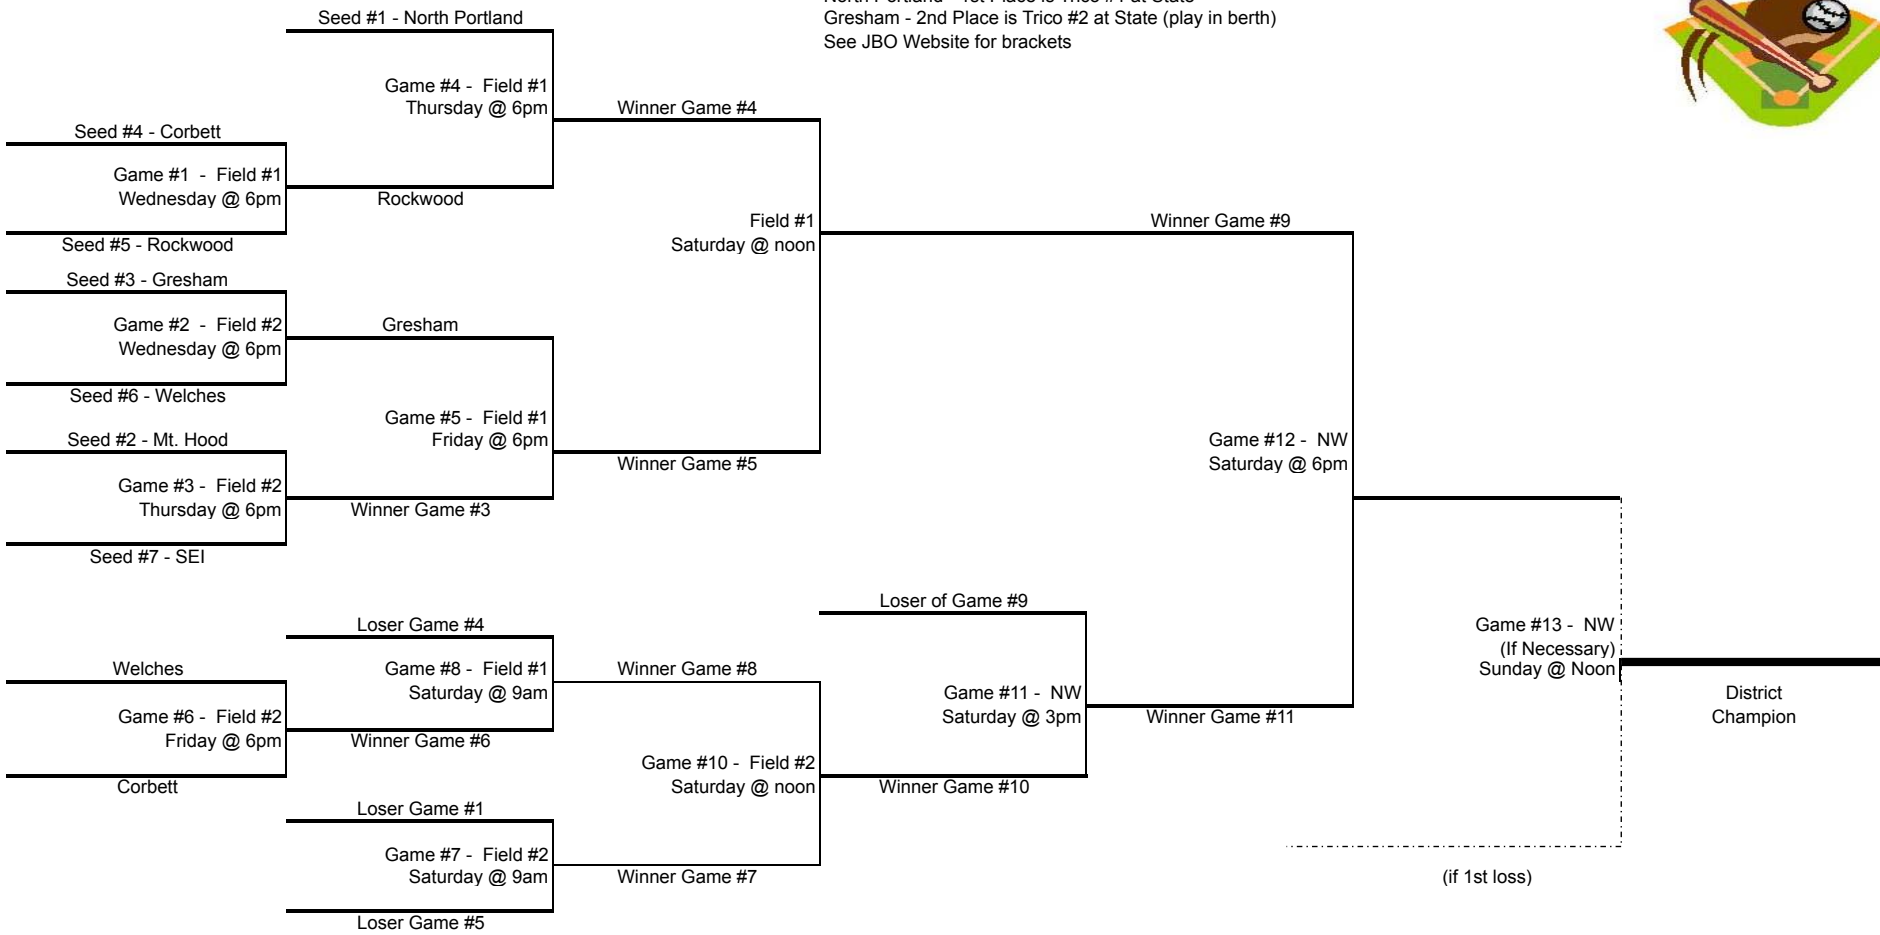 Seed #1 - North Portland
Gresham - 2nd Place is Trico #2 at State (play in berth)
See JBO Website for brackets
Game #4 - Field #1
Thursday @ 6pm
Winner Game #4
Seed #4 - Corbett
Game #1 - Field #1
Wednesday @ 6pm
Rockwood
Seed #5 - Rockwood
Field #1
Saturday @ noon
Winner Game #9
Seed #3 - Gresham
Game #2 - Field #2
Wednesday @ 6pm
Gresham
Seed #6 - Welches
Game #5 - Field #1
Friday @ 6pm
Seed #2 - Mt. Hood
Winner Game #5
Game #12 - NW
Saturday @ 6pm
Game #3 - Field #2
Thursday @ 6pm
Winner Game #3
Seed #7 - SEI
Loser of Game #9
Loser Game #4
Game #13 - NW
(If Necessary)
Sunday @ Noon
Welches
Game #8 - Field #1
Saturday @ 9am
Winner Game #8
Game #11 - NW
Saturday @ 3pm
District
Champion
Game #6 - Field #2
Friday @ 6pm
Winner Game #6
Winner Game #11
Game #10 - Field #2
Saturday @ noon
Corbett
Winner Game #10
Loser Game #1
Game #7 - Field #2
Saturday @ 9am
Winner Game #7
(if 1st loss)
Loser Game #5